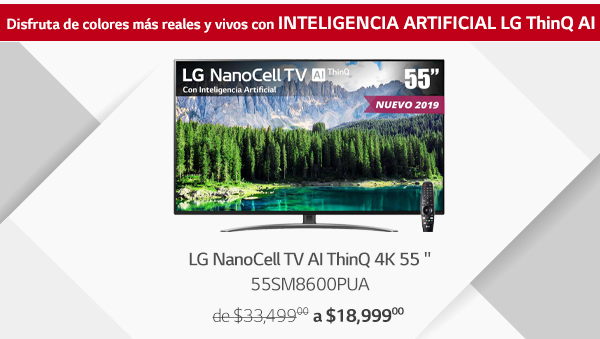 Disfruta de colores más reales y vivos con INTELIGENCIA ARTIFICIAL LG ThinQ AI
LG NanoCell TV AI ThinQ 55”
Con Inteligencia Artificial
NUEVO 2019
LG NanoCell TV AI ThinQ 4K 55 "
55SM8600PUA
de $33,499⁰⁰ a $18,999⁰⁰